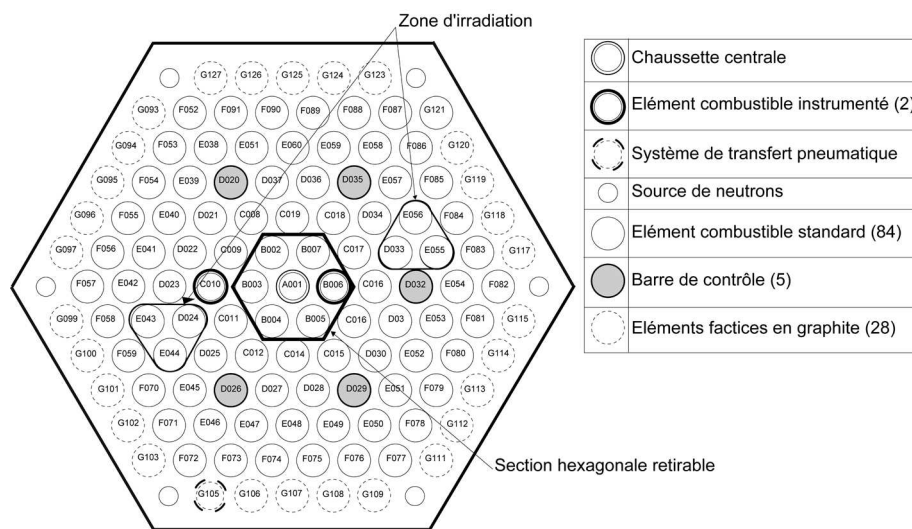 Zone d'irradiation
G127 G126 G125 G124 G123
G093 F052 F091 F090 F089 F088 F087 G121
G094 F053 E038 E051 E060 E059 E058 F086 G120
G095 F054 E039 D020 D037 D036 D035 E057 F085 G119
G096 F055 E040 D021 C008 C019 C018 D034 E056 F084 G118
G097 F056 E041 D022 C009 B002 B007 C017 D033 E055 F083 G117
F057 E042 D023 C010 B003 A001 B006 C016 D032 E054 F082
G099 F058 E043 D024 C011 B004 B005 C016 D03 E053 F081 G115
G100 F059 E044 D025 C012 C014 C015 D030 E052 F080 G114
G101 F070 E045 D026 D027 D028 D029 E051 F079 G113
G102 F071 E046 E047 E048 E049 E050 F078 G112
G103 F072 F073 F074 F075 F076 F077 G111
G105 G106 G107 G108 G109
Section hexagonale retirable
Chaussette centrale
Elément combustible instrumenté (2)
Système de transfert pneumatique
Source de neutrons
Elément combustible standard (84)
Barre de contrôle (5)
Eléments factices en graphite (28)